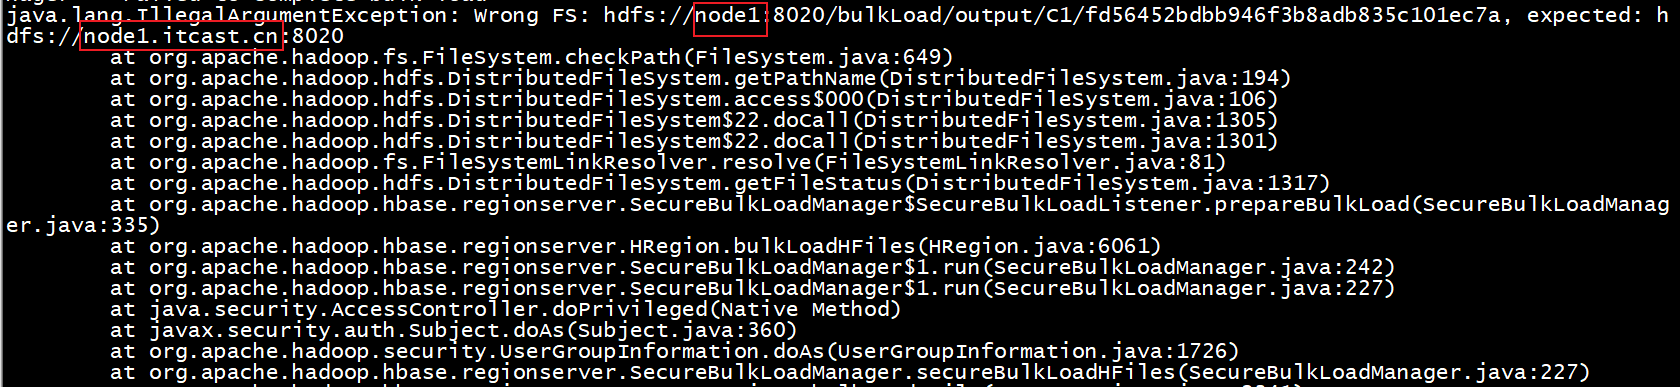 java.lang.IllegalArgumentException: Wrong FS: hdfs://node1:8020/bulkLoad/output/C1/fd56452bdbb946f3b8adb835c101ec7a, expected: h
dfs://node1.itcast.cn:8020
        at org.apache.hadoop.fs.FileSystem.checkPath(FileSystem.java:649)
        at org.apache.hadoop.hdfs.DistributedFileSystem.getPathName(DistributedFileSystem.java:194)
        at org.apache.hadoop.hdfs.DistributedFileSystem.access$000(DistributedFileSystem.java:106)
        at org.apache.hadoop.hdfs.DistributedFileSystem$22.doCall(DistributedFileSystem.java:1305)
        at org.apache.hadoop.hdfs.DistributedFileSystem$22.doCall(DistributedFileSystem.java:1301)
        at org.apache.hadoop.fs.FileSystemLinkResolver.resolve(FileSystemLinkResolver.java:81)
        at org.apache.hadoop.hdfs.DistributedFileSystem.getFileStatus(DistributedFileSystem.java:1317)
        at org.apache.hadoop.hbase.regionserver.SecureBulkLoadManager$SecureBulkLoadListener.prepareBulkLoad(SecureBulkLoadManag
er.java:335)
        at org.apache.hadoop.hbase.regionserver.HRegion.bulkLoadHFiles(HRegion.java:6061)
        at org.apache.hadoop.hbase.regionserver.SecureBulkLoadManager$1.run(SecureBulkLoadManager.java:242)
        at org.apache.hadoop.hbase.regionserver.SecureBulkLoadManager$1.run(SecureBulkLoadManager.java:227)
        at java.security.AccessController.doPrivileged(Native Method)
        at javax.security.auth.Subject.doAs(Subject.java:360)
        at org.apache.hadoop.security.UserGroupInformation.doAs(UserGroupInformation.java:1726)
        at org.apache.hadoop.hbase.regionserver.SecureBulkLoadManager.secureBulkLoadHFiles(SecureBulkLoadManager.java:227)